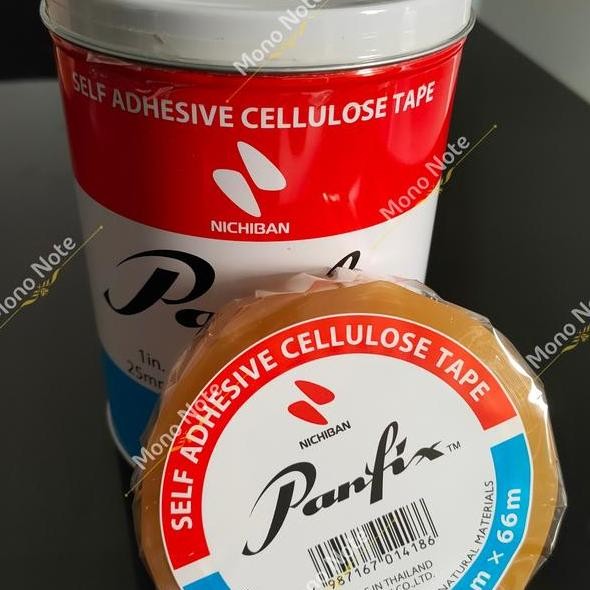 Mono Note
SELF ADHESIVE CELLULOSE TAPE
NICHIBAN
Mono Note
Mono Note
1in.
25mm
Mono Note
Mono Note
SELF ADHESIVE CELLULOSE TAPE
NICHIBAN
Panfix™
014186
IN THAILAND
CO.,LTD.
NATURAL MATERIALS
m × 66m